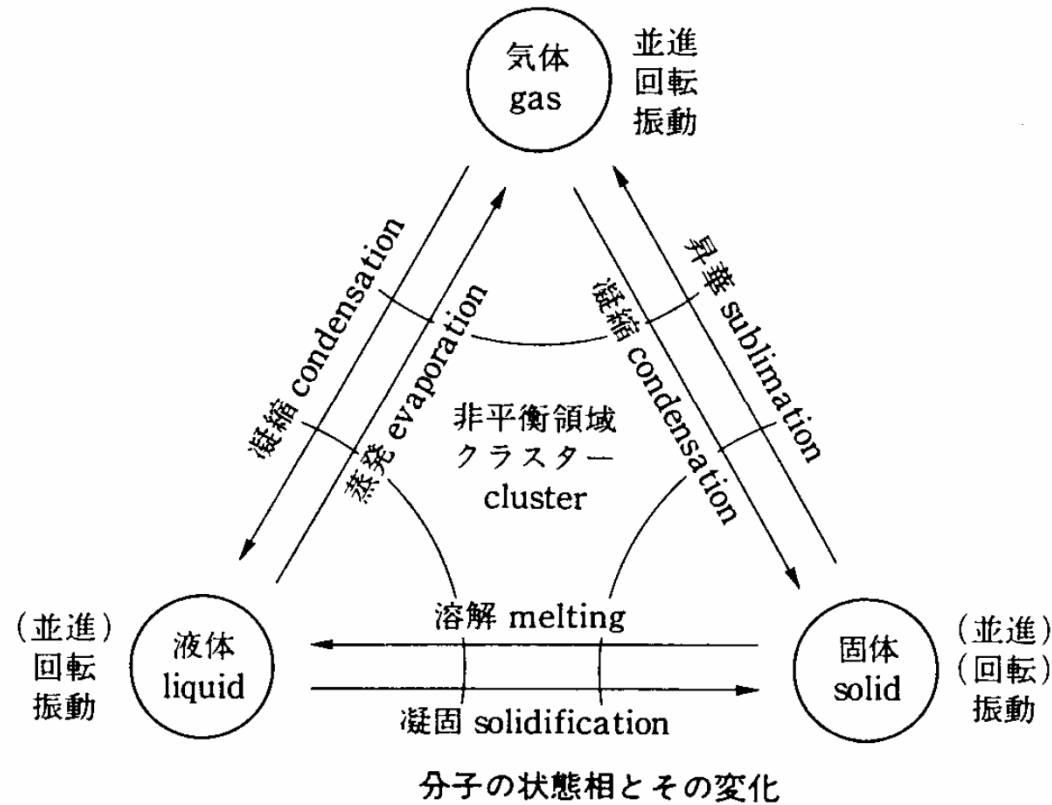 気体
gas
並進
回転
振動
凝縮 condensation
蒸発 evaporation
凝縮 condensation
昇華 sublimation
非平衡領域
クラスター
cluster
(並進)
回転
振動
液体
liquid
溶解 melting
凝固 solidification
固体
solid
(並進)
(回転)
振動
分子の状態相とその変化